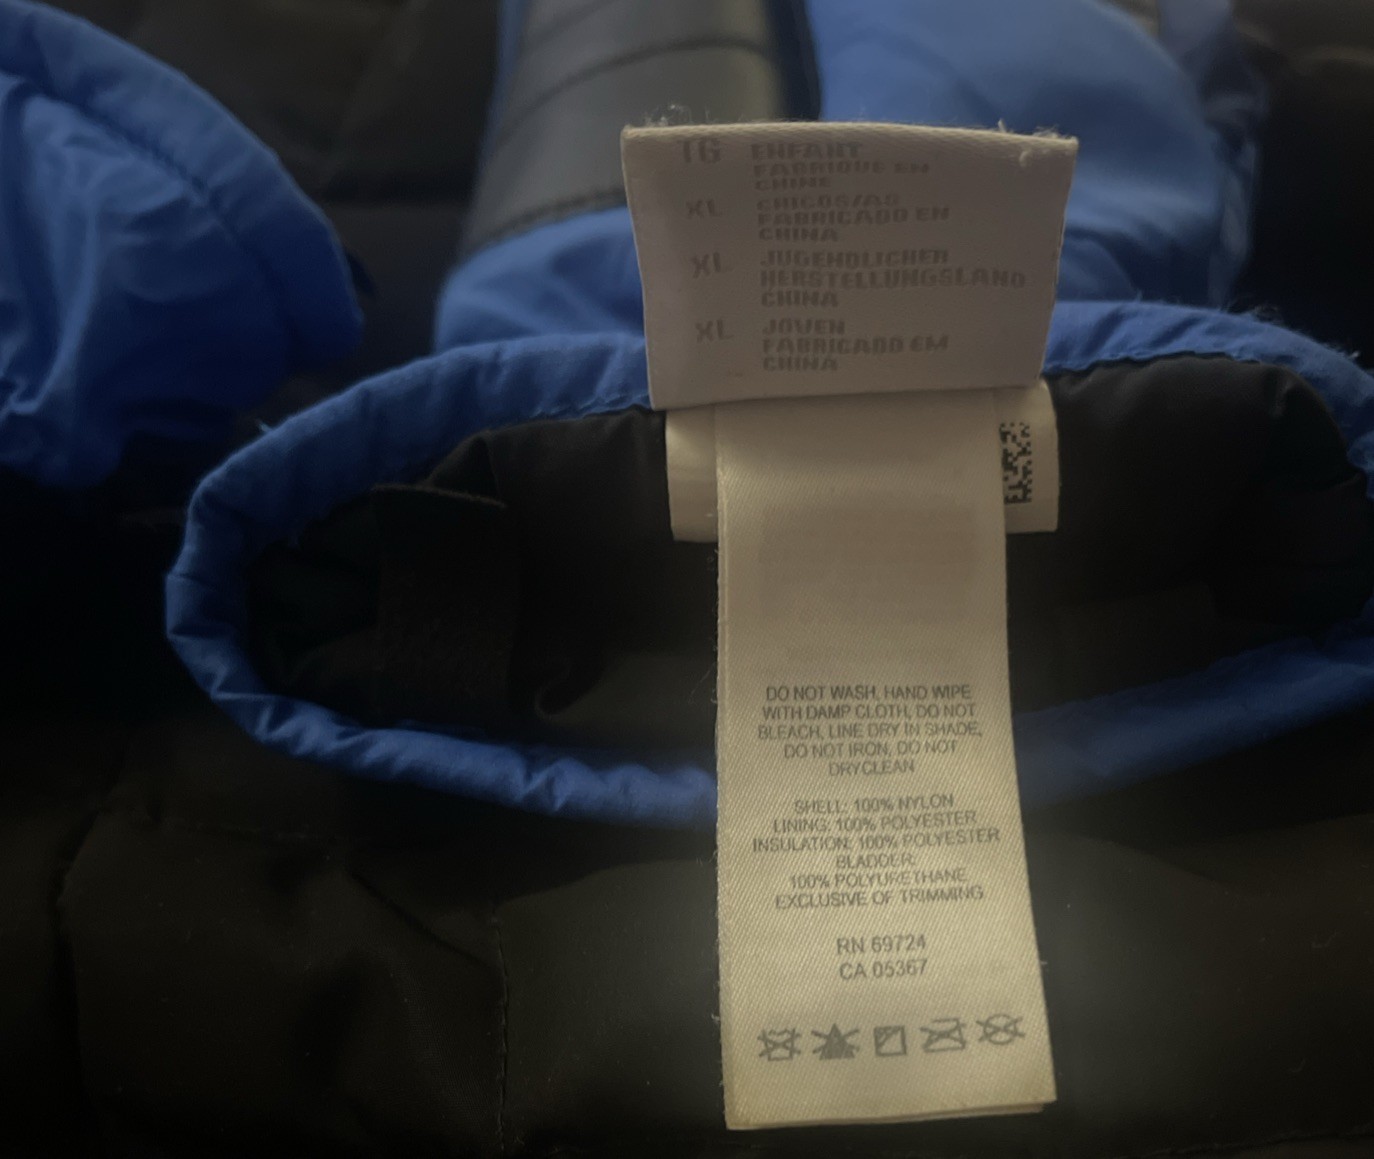 TG ENFANT
FABRIQUE EN
CHINE
XL CHICOS/AS
FABRICADO EN
CHINA
XL JUGENDLICHER
HERSTELLUNGSLAND
CHINA
XL JOVEN
FABRICADO EM
CHINA
DO NOT WASH, HAND WIPE
WITH DAMP CLOTH, DO NOT
BLEACH, LINE DRY IN SHADE,
DO NOT IRON, DO NOT
DRYCLEAN
SHELL: 100% NYLON
LINING: 100% POLYESTER
INSULATION: 100% POLYESTER
BLADDER:
100% POLYURETHANE
EXCLUSIVE OF TRIMMING
RN 69724
CA 05367